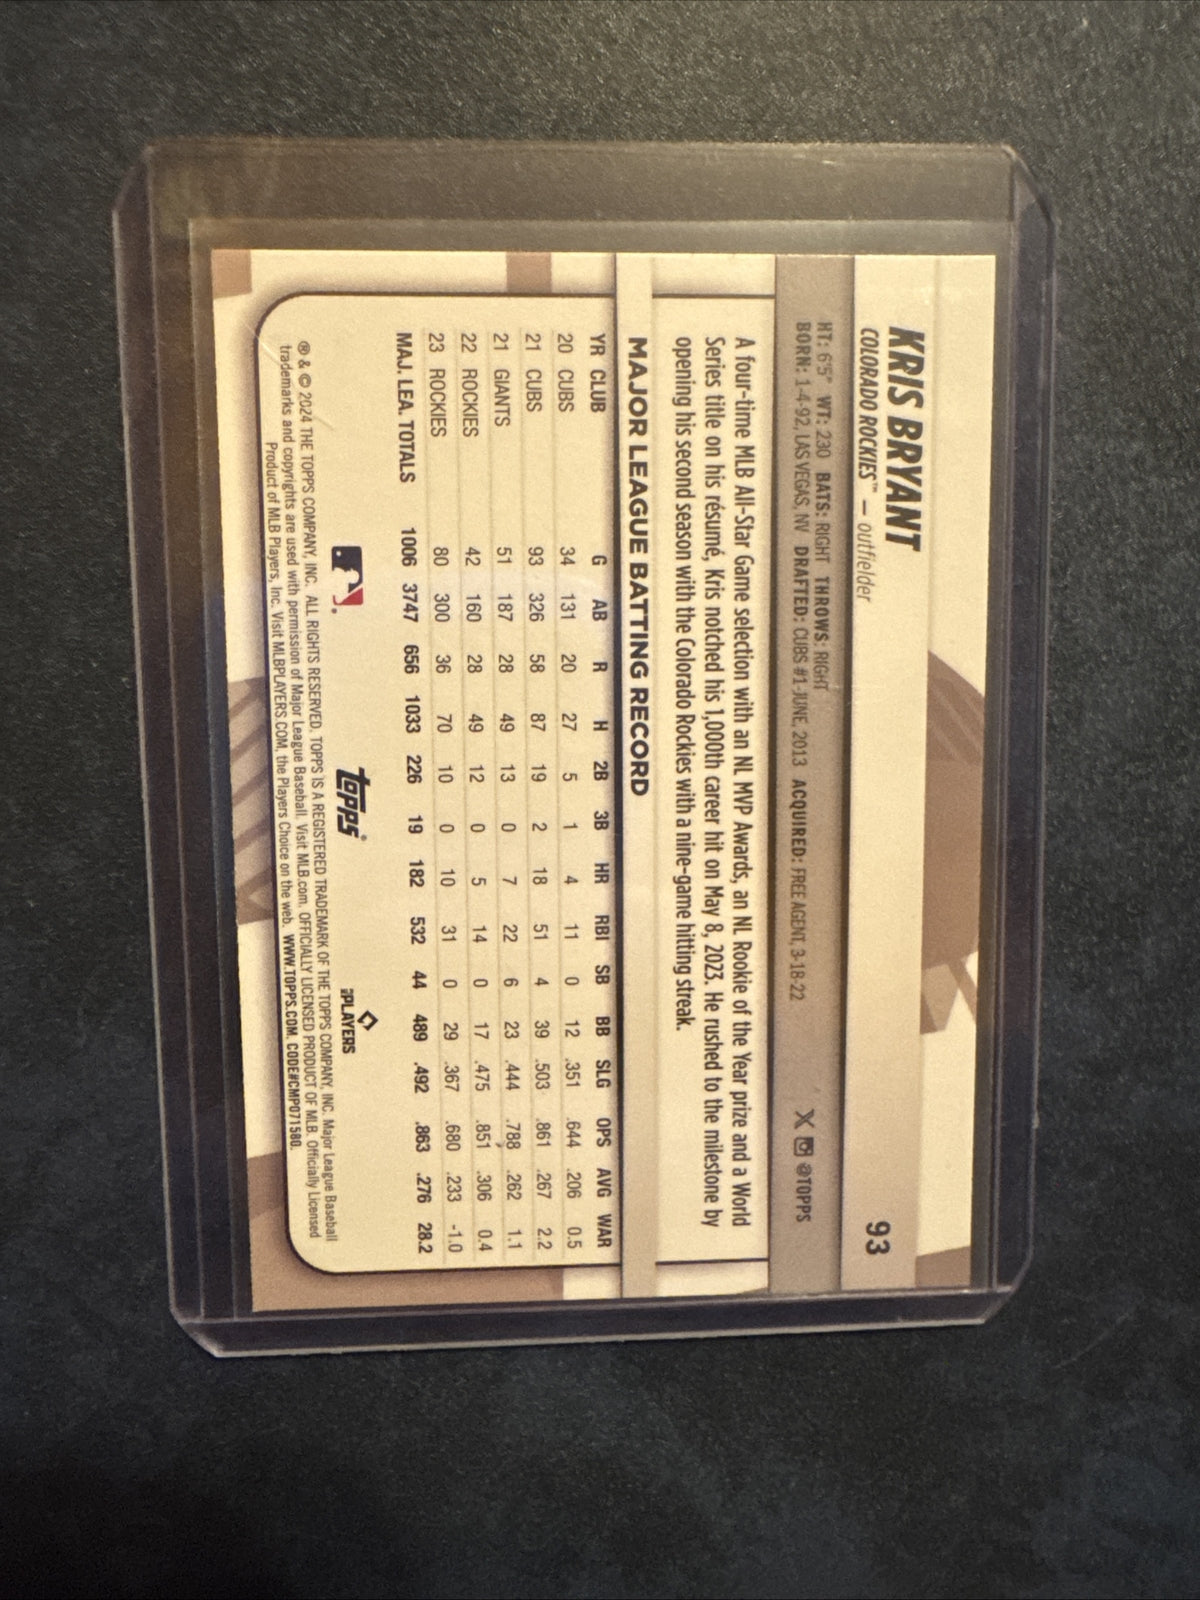 KRIS BRYANT
COLORADO ROCKIES™ — outfielder
93
HT: 6'5" WT: 230 BATS: RIGHT THROWS: RIGHT
BORN: 1-4-92, LAS VEGAS, NV DRAFTED: CUBS #1-JUNE, 2013 ACQUIRED: FREE AGENT, 3-18-22
X @TOPPS
A four-time MLB All-Star Game selection with an NL MVP Awards, an NL Rookie of the Year prize and a World
Series title on his résumé, Kris notched his 1,000th career hit on May 8, 2023. He rushed to the milestone by
opening his second season with the Colorado Rockies with a nine-game hitting streak.
MAJOR LEAGUE BATTING RECORD
YR CLUB G AB R H 2B 3B HR RBI SB BB SLG OPS AVG WAR
20 CUBS 34 131 20 27 5 1 4 11 0 12 .351 .644 .206 0.5
21 CUBS 93 326 58 87 19 2 18 51 4 39 .503 .861 .267 2.2
21 GIANTS 51 187 28 49 13 0 7 22 6 23 .444 .788 .262 1.1
22 ROCKIES 42 160 28 49 12 0 5 14 0 17 .475 .851 .306 0.4
23 ROCKIES 80 300 36 70 10 0 10 31 0 29 .367 .680 .233 -1.0
MAJ. LEA. TOTALS 1006 3747 656 1033 226 19 182 532 44 489 .492 .863 .276 28.2
topps®
PLAYERS
® & © 2024 THE TOPPS COMPANY, INC. ALL RIGHTS RESERVED. TOPPS IS A REGISTERED TRADEMARK OF THE TOPPS COMPANY, INC. Major League Baseball
trademarks and copyrights are used with permission of Major League Baseball. Visit MLB.com. OFFICIALLY LICENSED PRODUCT OF MLB. Officially Licensed
Product of MLB Players, Inc. Visit MLBPLAYERS.COM, the Players Choice on the web. WWW.TOPPS.COM. CODE#CMP071580.